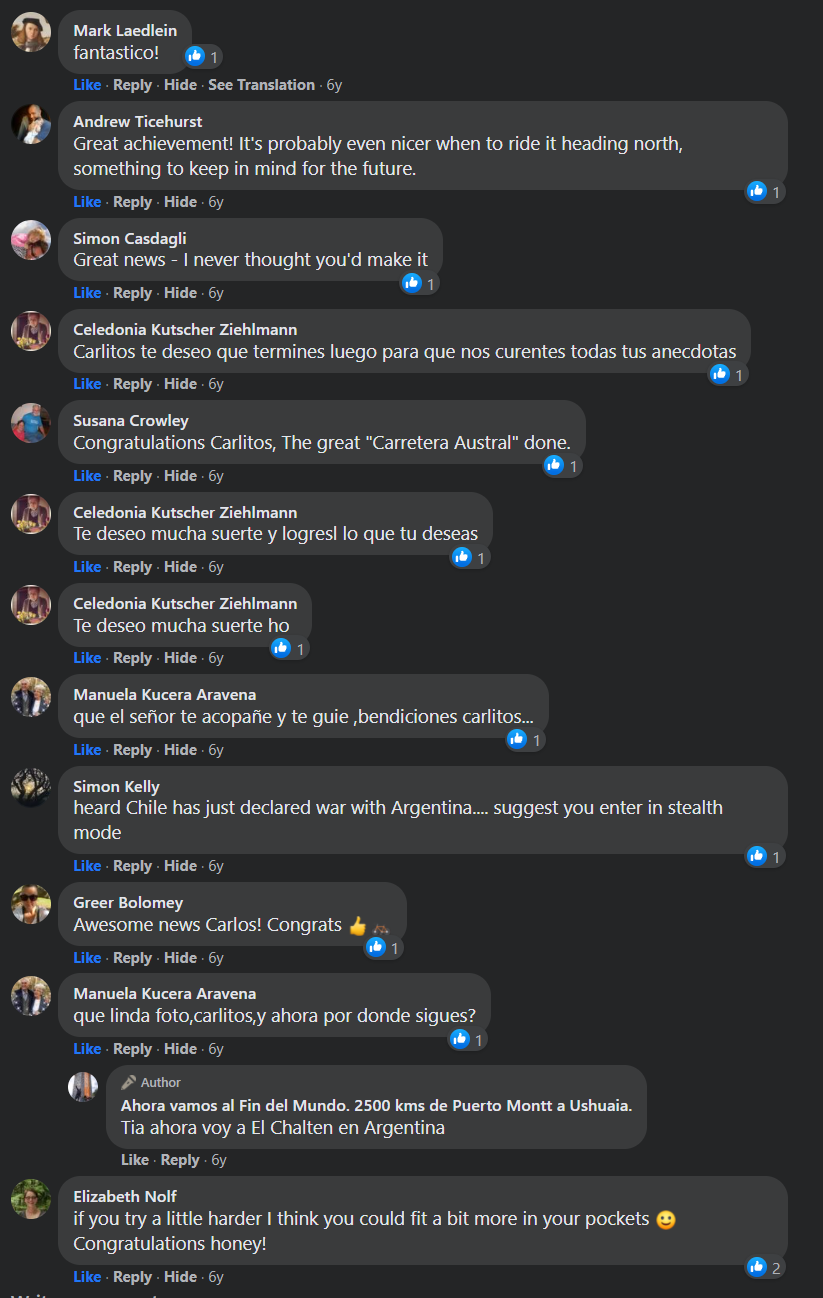 Mark Laedlein
fantastico!
1
Like · Reply · Hide · See Translation · 6y
Andrew Ticehurst
Great achievement! It's probably even nicer when to ride it heading north,
something to keep in mind for the future.
1
Like · Reply · Hide · 6y
Simon Casdagli
Great news - I never thought you'd make it
1
Like · Reply · Hide · 6y
Celedonia Kutscher Ziehlmann
Carlitos te deseo que termines luego para que nos curentes todas tus anecdotas
1
Like · Reply · Hide · 6y
Susana Crowley
Congratulations Carlitos, The great "Carretera Austral" done.
1
Like · Reply · Hide · 6y
Celedonia Kutscher Ziehlmann
Te deseo mucha suerte y logresl lo que tu deseas
1
Like · Reply · Hide · 6y
Celedonia Kutscher Ziehlmann
Te deseo mucha suerte ho
1
Like · Reply · Hide · 6y
Manuela Kucera Aravena
que el señor te acopañe y te guie ,bendiciones carlitos...
1
Like · Reply · Hide · 6y
Simon Kelly
heard Chile has just declared war with Argentina.... suggest you enter in stealth
mode
1
Like · Reply · Hide · 6y
Greer Bolomey
Awesome news Carlos! Congrats 👍 🚲
1
Like · Reply · Hide · 6y
Manuela Kucera Aravena
que linda foto,carlitos,y ahora por donde sigues?
1
Like · Reply · Hide · 6y
Author
Ahora vamos al Fin del Mundo. 2500 kms de Puerto Montt a Ushuaia.
Tia ahora voy a El Chalten en Argentina
Like · Reply · 6y
Elizabeth Nolf
if you try a little harder I think you could fit a bit more in your pockets 🙂
Congratulations honey!
2
Like · Reply · Hide · 6y